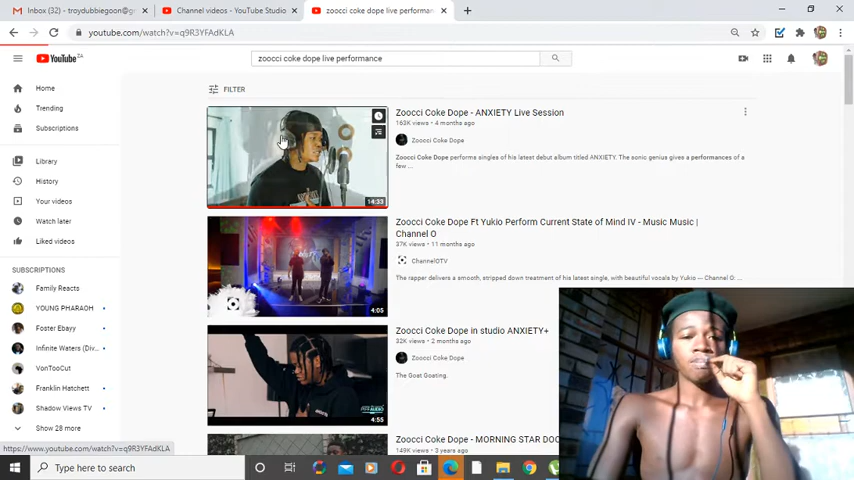 Inbox (32) - troydubbiegoon@g
Channel videos - YouTube Studio
zoocci coke dope live performan
youtube.com/watch?v=q9R3YFAdKLA
YouTube ZA
zoocci coke dope live performance
FILTER
Home
Trending
Subscriptions
Library
History
Your videos
Watch later
Liked videos
SUBSCRIPTIONS
Family Reacts
YOUNG PHARAOH
Foster Ebayy
Infinite Waters (Div...
VonTooCut
Franklin Hatchett
Shadow Views TV
Show 28 more
14:33
Zoocci Coke Dope - ANXIETY Live Session
163K views • 4 months ago
Zoocci Coke Dope
Zoocci Coke Dope performs singles of his latest debut album titled ANXIETY. The sonic genius gives a performances of a
few ...
4:05
Zoocci Coke Dope Ft Yukio Perform Current State of Mind IV - Music Music |
Channel O
37K views • 11 months ago
ChannelOTV
The rapper delivers a smooth, stripped down treatment of his latest single, with beautiful vocals by Yukio — Channel O: ...
4:55
Zoocci Coke Dope in studio ANXIETY+
32K views • 2 months ago
Zoocci Coke Dope
The Goat Goating.
Zoocci Coke Dope - MORNING STAR DOC
149K views • 3 years ago
https://www.youtube.com/watch?v=q9R3YFAdKLA
Type here to search